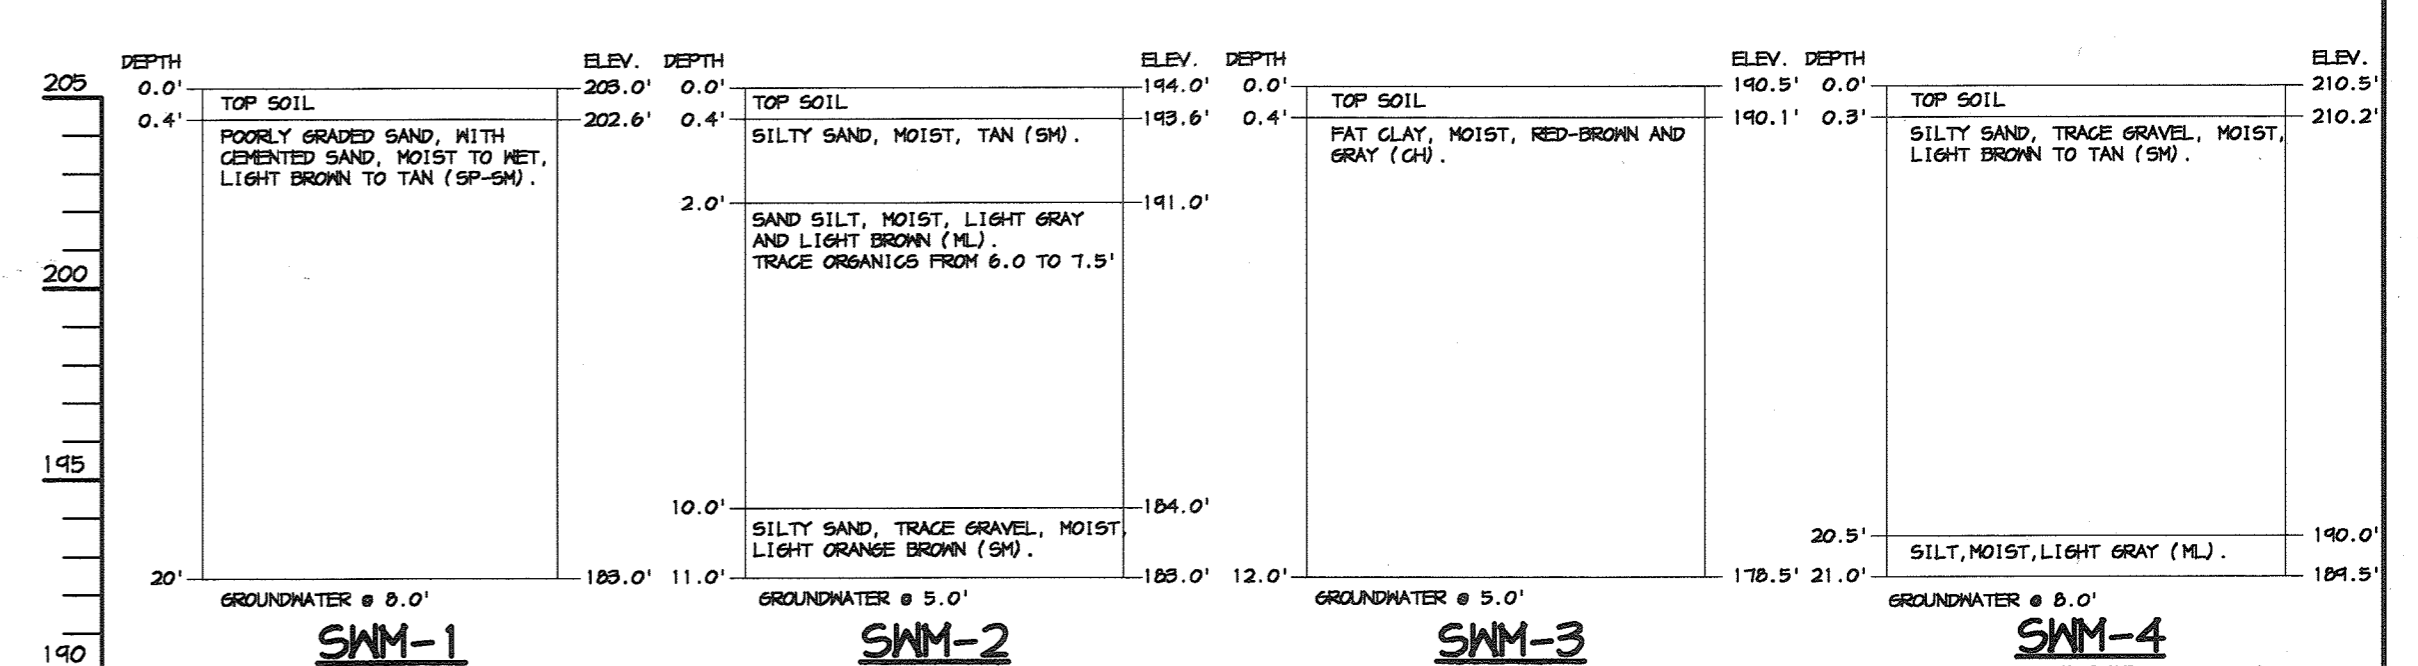 205
200
195
190
DEPTH
ELEV.
0.0'
203.0'
TOP SOIL
0.4'
202.6'
POORLY GRADED SAND, WITH
CEMENTED SAND, MOIST TO WET,
LIGHT BROWN TO TAN (SP-SM).
20'
183.0'
GROUNDWATER @ 8.0'
SWM-1
DEPTH
ELEV.
0.0'
194.0'
TOP SOIL
0.4'
193.6'
SILTY SAND, MOIST, TAN (SM).
2.0'
191.0'
SAND SILT, MOIST, LIGHT GRAY
AND LIGHT BROWN (ML).
TRACE ORGANICS FROM 6.0 TO 7.5'
10.0'
184.0'
SILTY SAND, TRACE GRAVEL, MOIST,
LIGHT ORANGE BROWN (SM).
11.0'
183.0'
GROUNDWATER @ 5.0'
SWM-2
DEPTH
ELEV.
0.0'
190.5'
TOP SOIL
0.4'
190.1'
FAT CLAY, MOIST, RED-BROWN AND
GRAY (CH).
12.0'
178.5'
GROUNDWATER @ 5.0'
SWM-3
DEPTH
ELEV.
0.0'
210.5'
TOP SOIL
0.3'
210.2'
SILTY SAND, TRACE GRAVEL, MOIST,
LIGHT BROWN TO TAN (SM).
20.5'
190.0'
SILT,MOIST,LIGHT GRAY (ML).
21.0'
189.5'
GROUNDWATER @ 8.0'
SWM-4